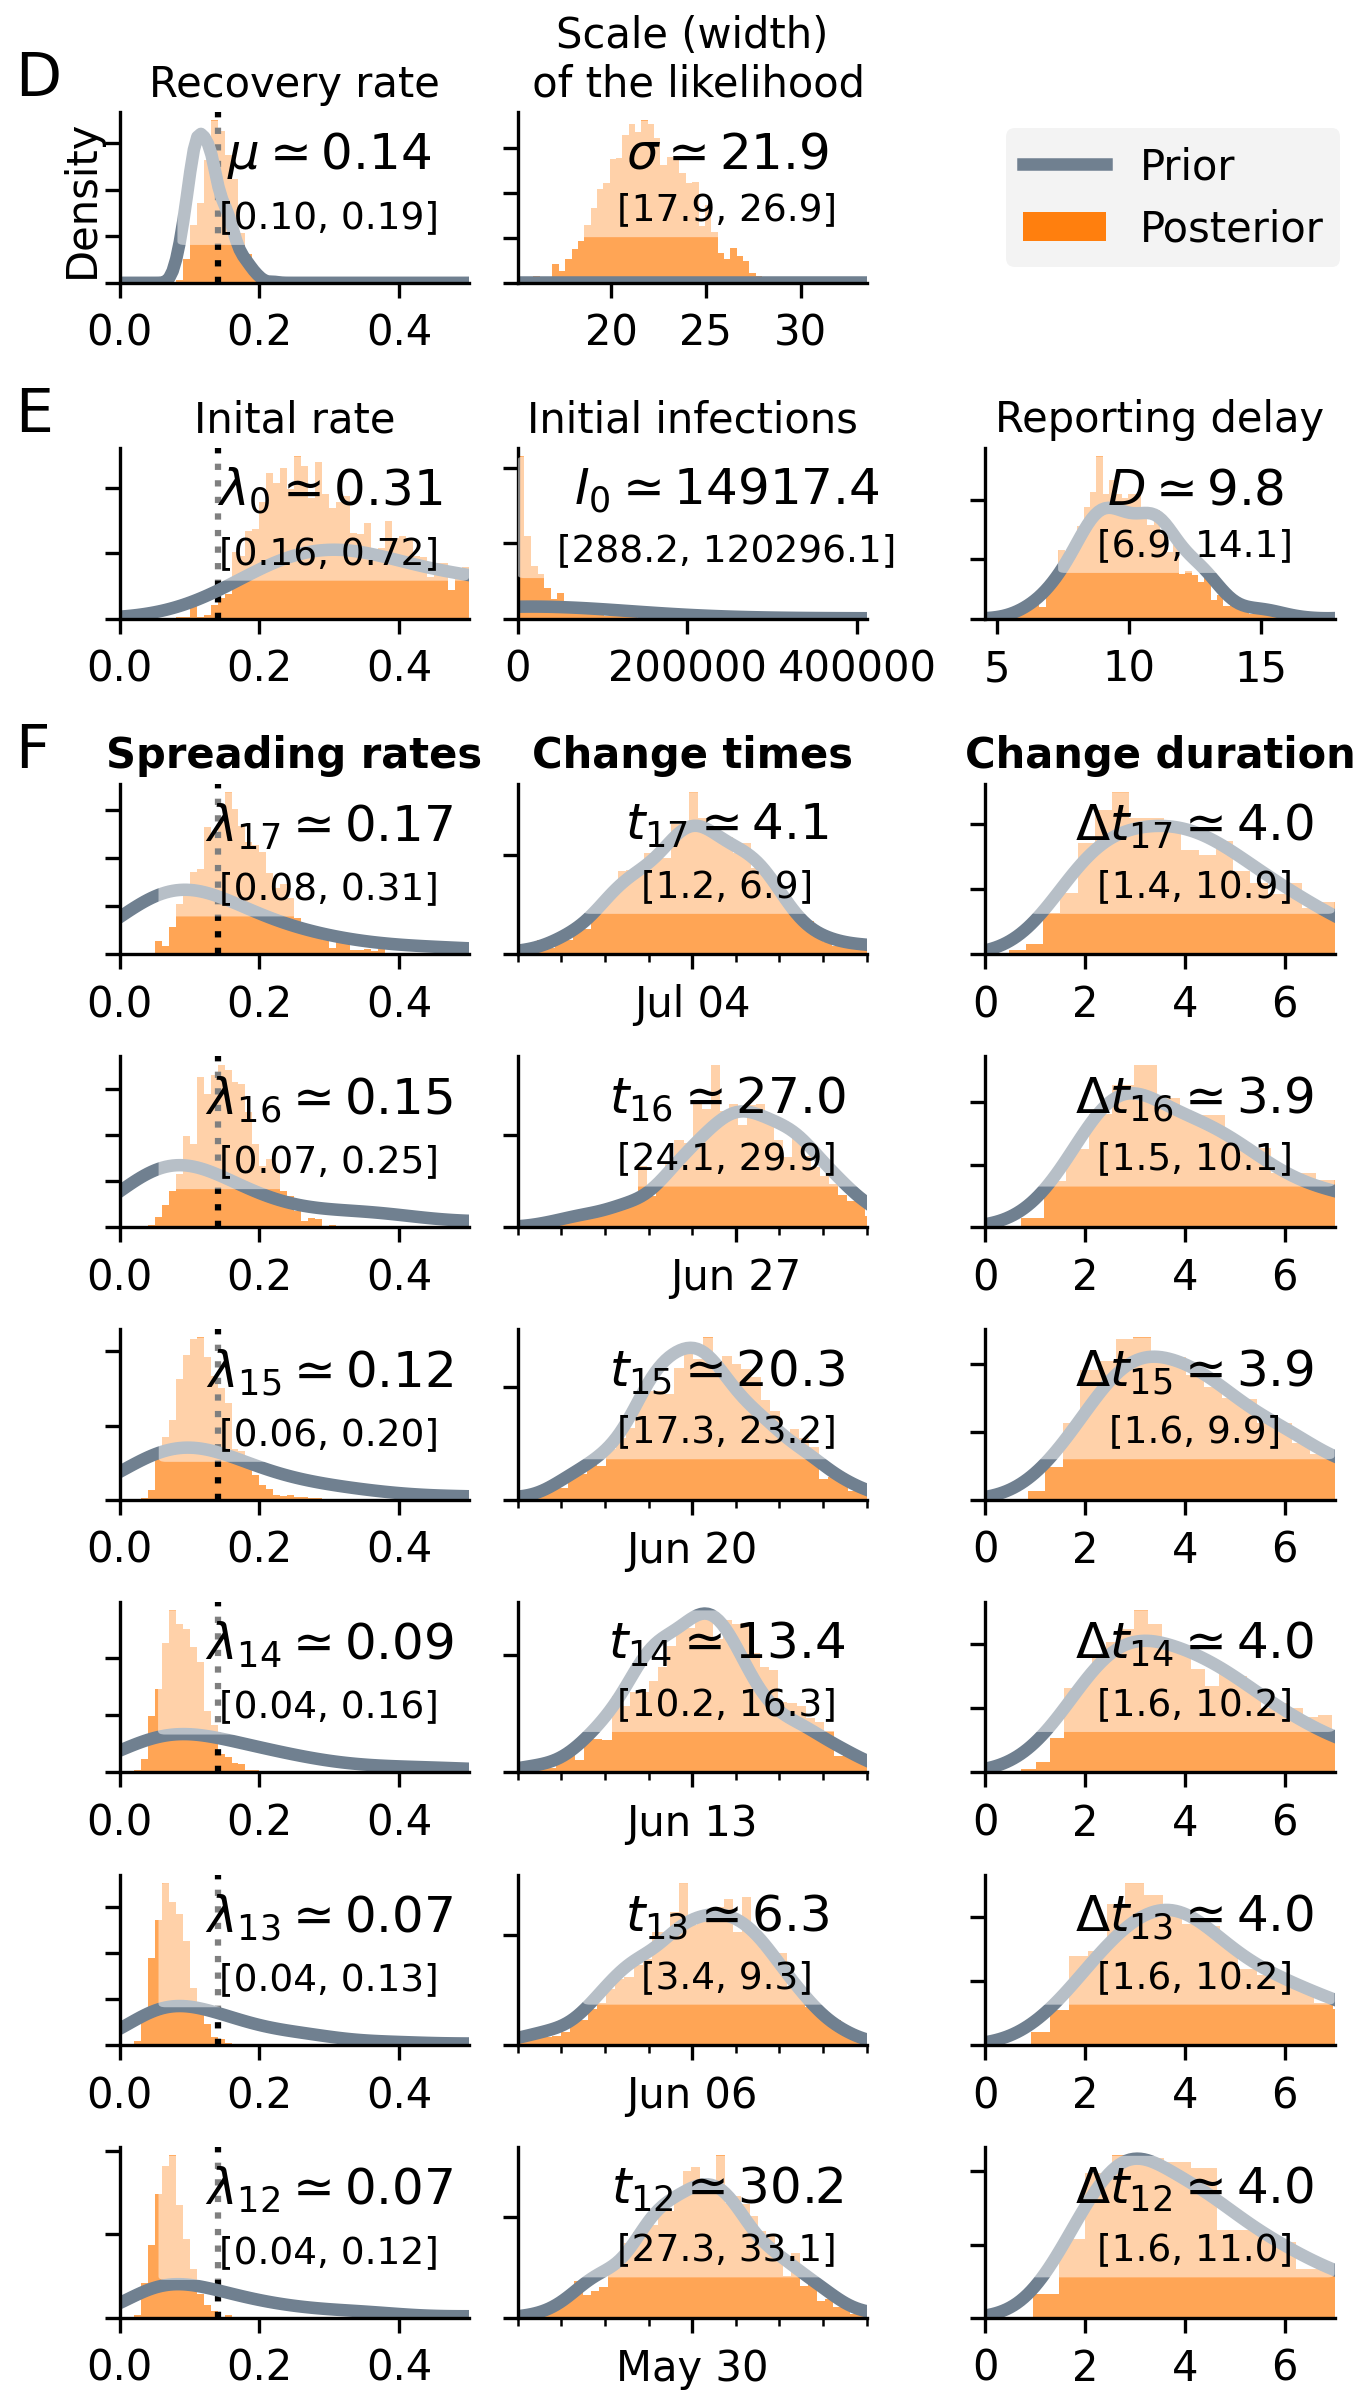 D
Recovery rate
Scale (width)
of the likelihood
Density
μ ≃ 0.14
[0.10, 0.19]
0.0 0.2 0.4
σ ≃ 21.9
[17.9, 26.9]
20 25 30
Prior
Posterior
E
Inital rate
λ0 ≃ 0.31
[0.16, 0.72]
0.0 0.2 0.4
Initial infections
I0 ≃ 14917.4
[288.2, 120296.1]
0 200000 400000
Reporting delay
D ≃ 9.8
[6.9, 14.1]
5 10 15
F
Spreading rates
Change times
Change duration
λ17 ≃ 0.17
[0.08, 0.31]
0.0 0.2 0.4
t17 ≃ 4.1
[1.2, 6.9]
Jul 04
Δt17 ≃ 4.0
[1.4, 10.9]
0 2 4 6
λ16 ≃ 0.15
[0.07, 0.25]
0.0 0.2 0.4
t16 ≃ 27.0
[24.1, 29.9]
Jun 27
Δt16 ≃ 3.9
[1.5, 10.1]
0 2 4 6
λ15 ≃ 0.12
[0.06, 0.20]
0.0 0.2 0.4
t15 ≃ 20.3
[17.3, 23.2]
Jun 20
Δt15 ≃ 3.9
[1.6, 9.9]
0 2 4 6
λ14 ≃ 0.09
[0.04, 0.16]
0.0 0.2 0.4
t14 ≃ 13.4
[10.2, 16.3]
Jun 13
Δt14 ≃ 4.0
[1.6, 10.2]
0 2 4 6
λ13 ≃ 0.07
[0.04, 0.13]
0.0 0.2 0.4
t13 ≃ 6.3
[3.4, 9.3]
Jun 06
Δt13 ≃ 4.0
[1.6, 10.2]
0 2 4 6
λ12 ≃ 0.07
[0.04, 0.12]
0.0 0.2 0.4
t12 ≃ 30.2
[27.3, 33.1]
May 30
Δt12 ≃ 4.0
[1.6, 11.0]
0 2 4 6